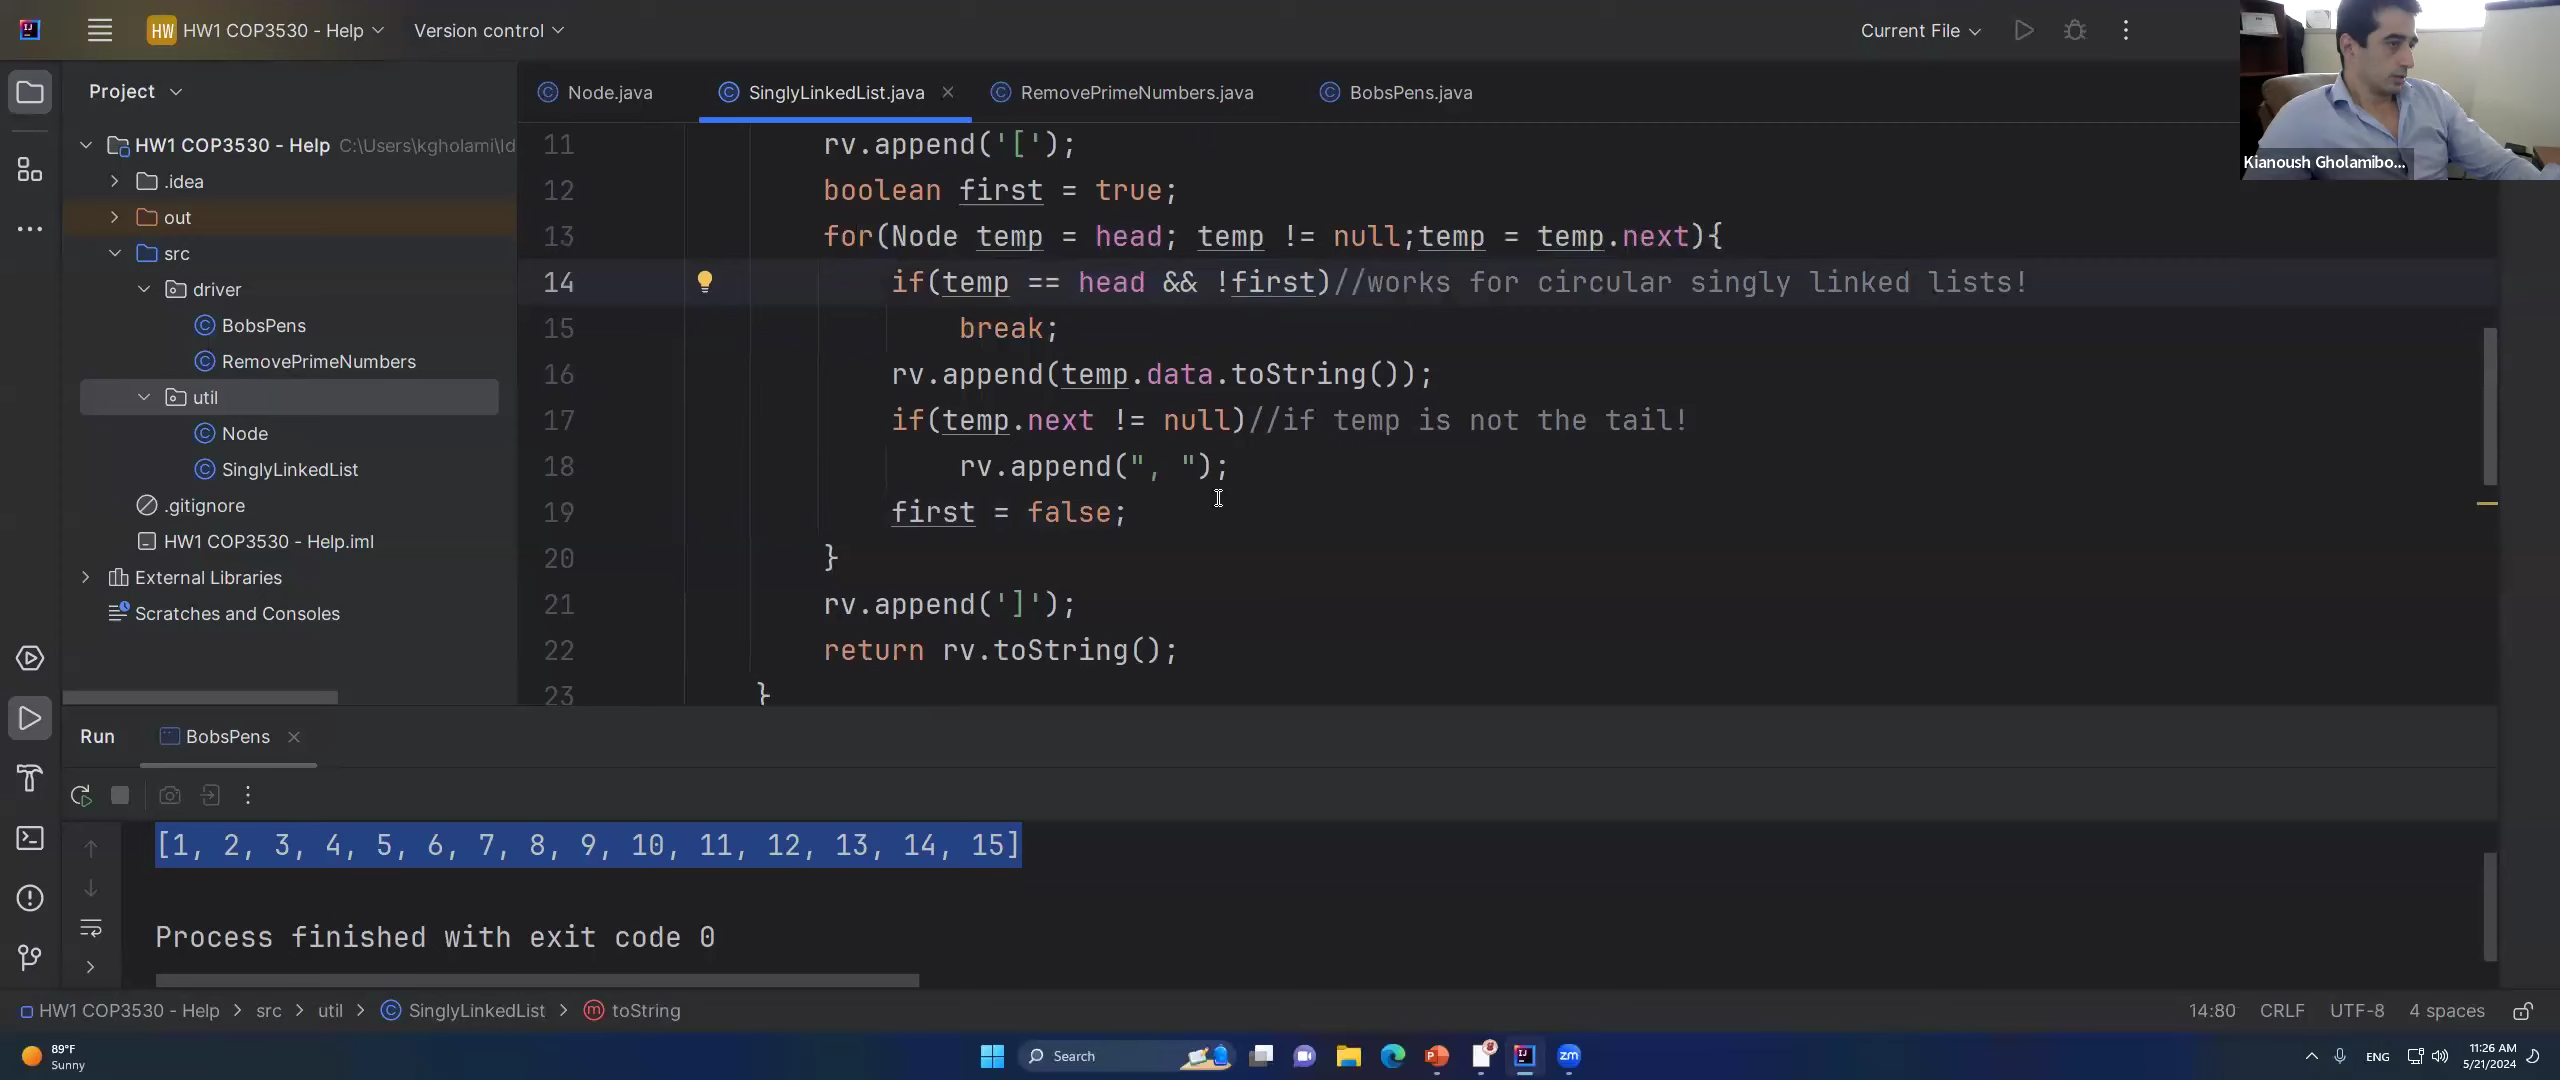 HW HW1 COP3530 - Help Version control Current File
Project
Node.java SinglyLinkedList.java RemovePrimeNumbers.java BobsPens.java
Kianoush Gholamibo...
HW1 COP3530 - Help C:\Users\kgholami\Id
.idea
out
src
driver
BobsPens
RemovePrimeNumbers
util
Node
SinglyLinkedList
.gitignore
HW1 COP3530 - Help.iml
External Libraries
Scratches and Consoles
11 rv.append('[');
12 boolean first = true;
13 for(Node temp = head; temp != null;temp = temp.next){
14 if(temp == head && !first)//works for circular singly linked lists!
15 break;
16 rv.append(temp.data.toString());
17 if(temp.next != null)//if temp is not the tail!
18 rv.append(", ");
19 first = false;
20 }
21 rv.append(']');
22 return rv.toString();
23 }
Run BobsPens
[1, 2, 3, 4, 5, 6, 7, 8, 9, 10, 11, 12, 13, 14, 15]
Process finished with exit code 0
HW1 COP3530 - Help > src > util > SinglyLinkedList > toString 14:80 CRLF UTF-8 4 spaces
89°F
Sunny
Search
zm
ENG
11:26 AM
5/21/2024